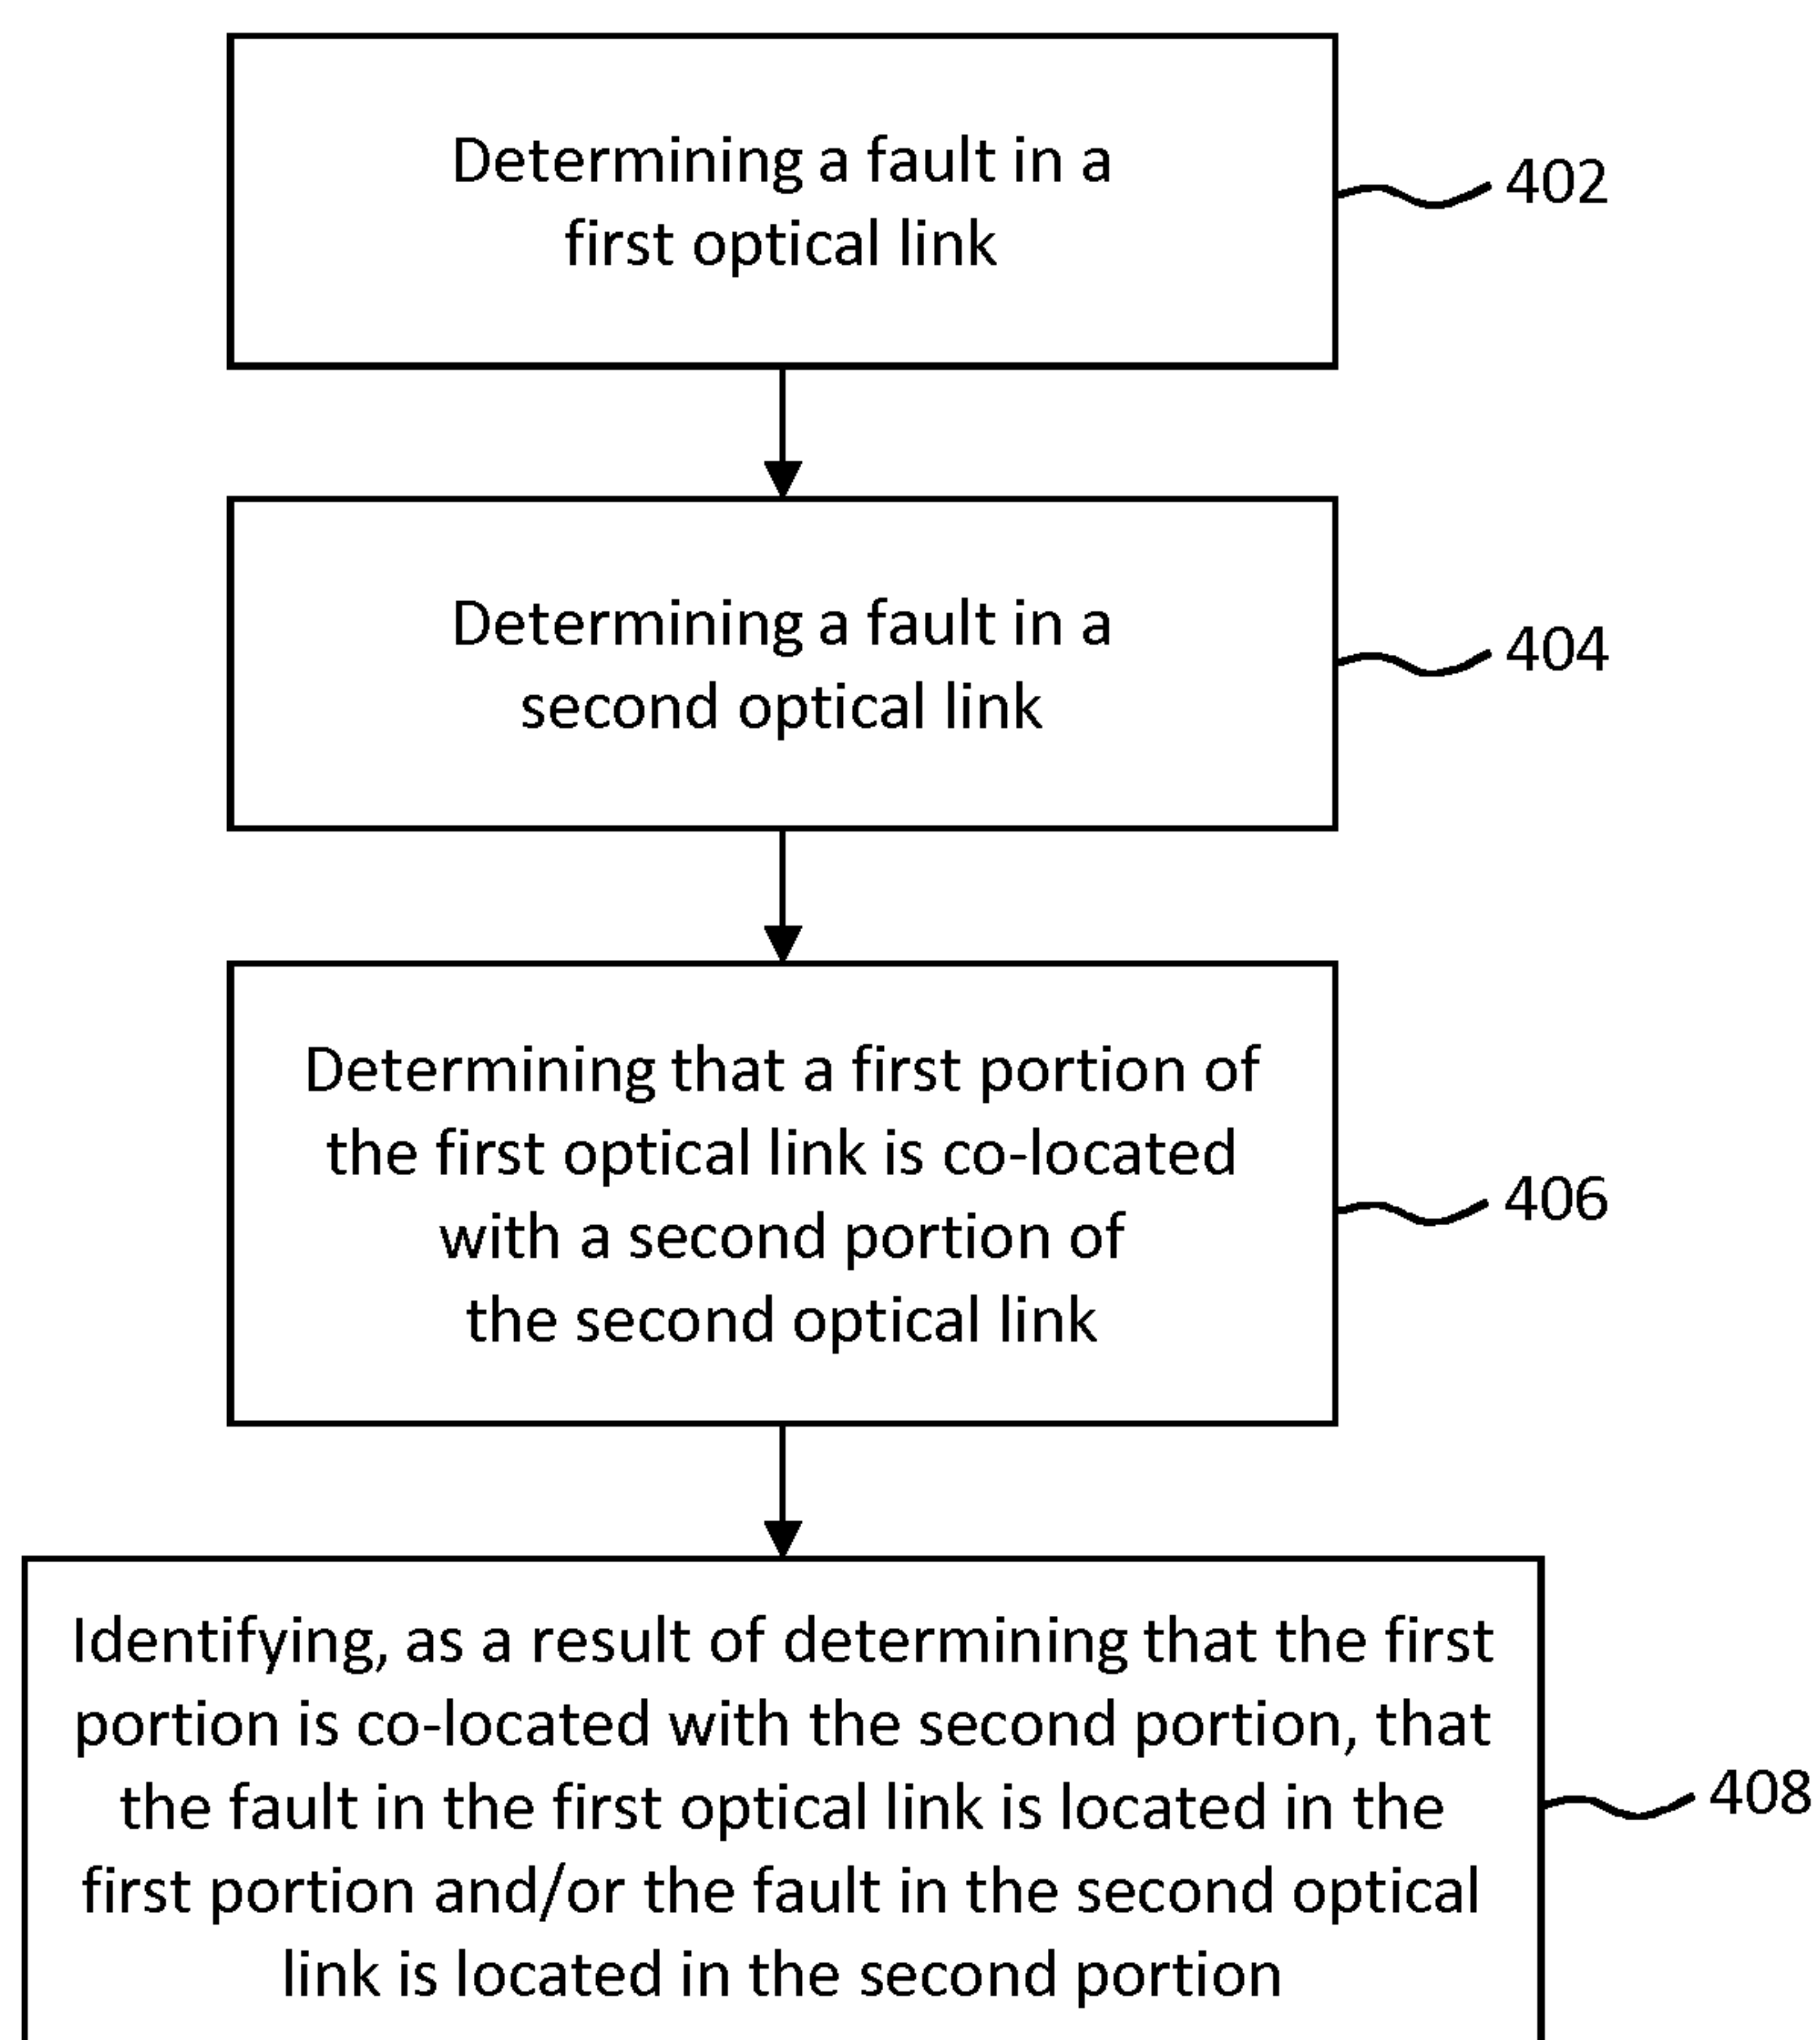 Determining a fault in a
first optical link
402
Determining a fault in a
second optical link
404
Determining that a first portion of
the first optical link is co-located
with a second portion of
the second optical link
406
Identifying, as a result of determining that the first
portion is co-located with the second portion, that
the fault in the first optical link is located in the
first portion and/or the fault in the second optical
link is located in the second portion
408